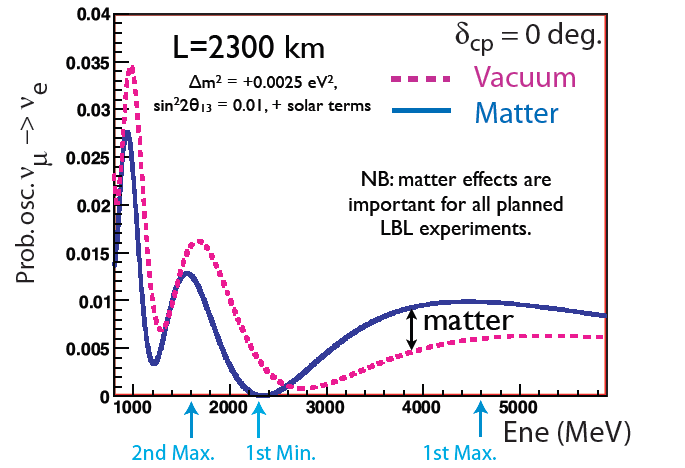 0.04
0.035
0.03
0.025
0.02
0.015
0.01
0.005
0
Prob. osc. νμ —> νe
L=2300 km
Δm² = +0.0025 eV²,
sin²2θ13 = 0.01, + solar terms
δcp = 0 deg.
Vacuum
Matter
NB: matter effects are
important for all planned
LBL experiments.
matter
1000 2000 3000 4000 5000
Ene (MeV)
2nd Max. 1st Min. 1st Max.